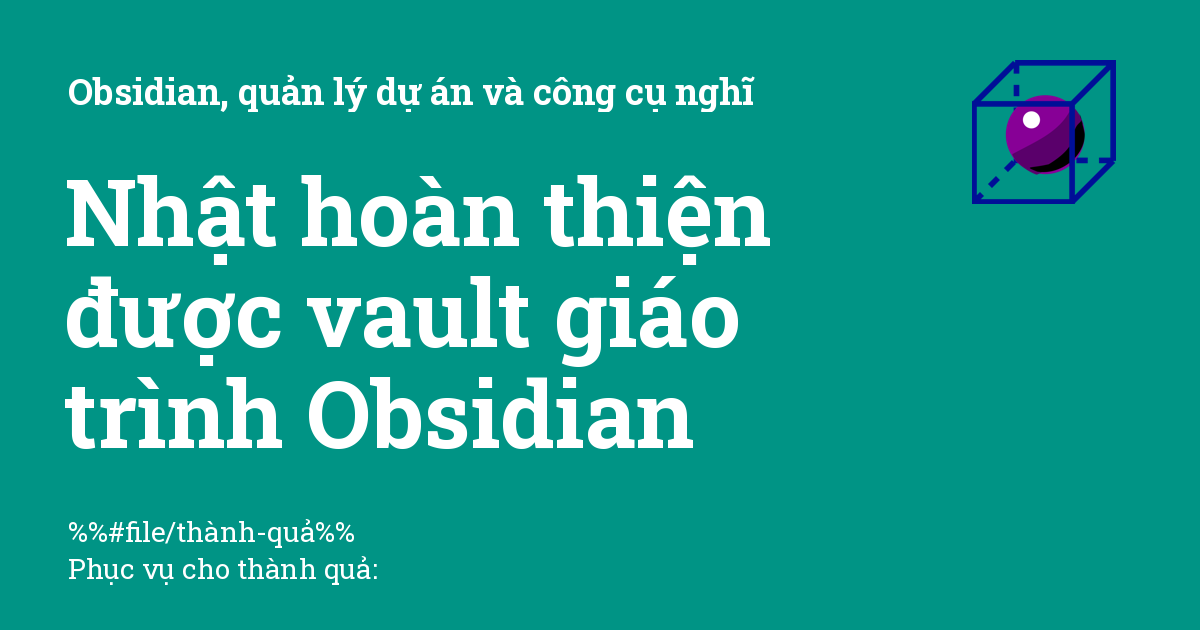 Obsidian, quản lý dự án và công cụ nghĩ
Nhật hoàn thiện
được vault giáo
trình Obsidian
%%#file/thành-quả%%
Phục vụ cho thành quả: